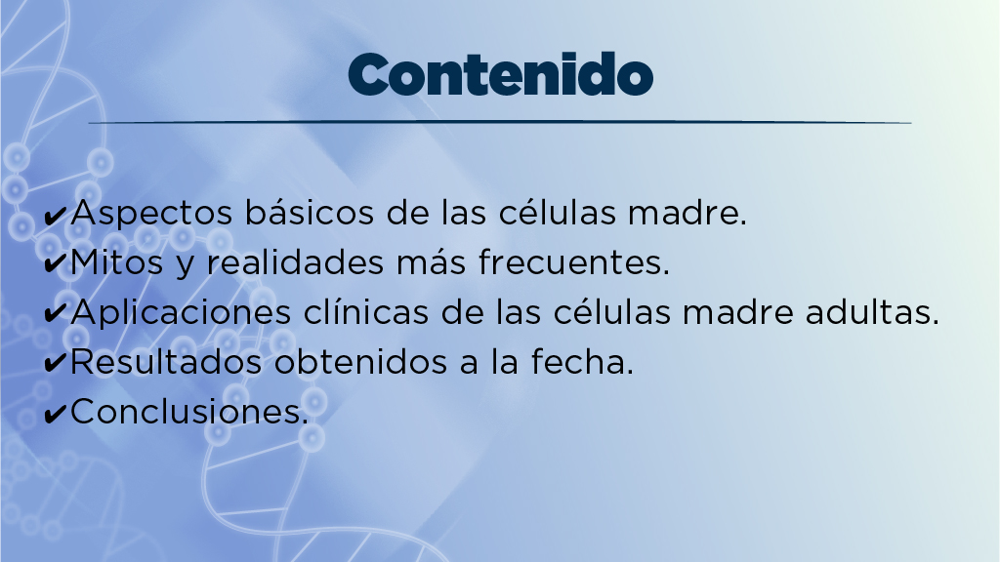 Contenido
✔Aspectos básicos de las células madre.
✔Mitos y realidades más frecuentes.
✔Aplicaciones clínicas de las células madre adultas.
✔Resultados obtenidos a la fecha.
✔Conclusiones.